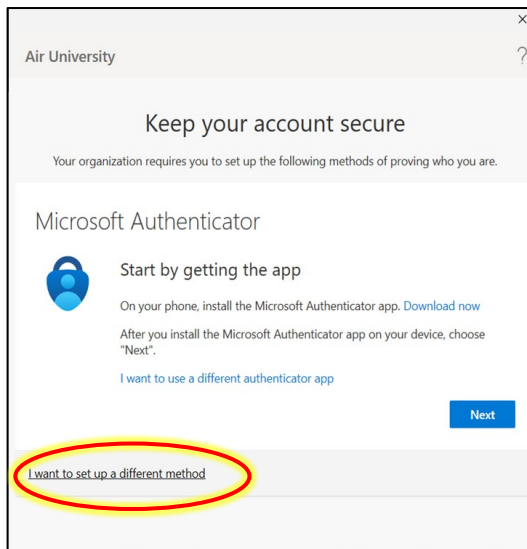 Air University
?
Keep your account secure
Your organization requires you to set up the following methods of proving who you are.
Microsoft Authenticator
Start by getting the app
On your phone, install the Microsoft Authenticator app. Download now
After you install the Microsoft Authenticator app on your device, choose
"Next".
I want to use a different authenticator app
Next
I want to set up a different method